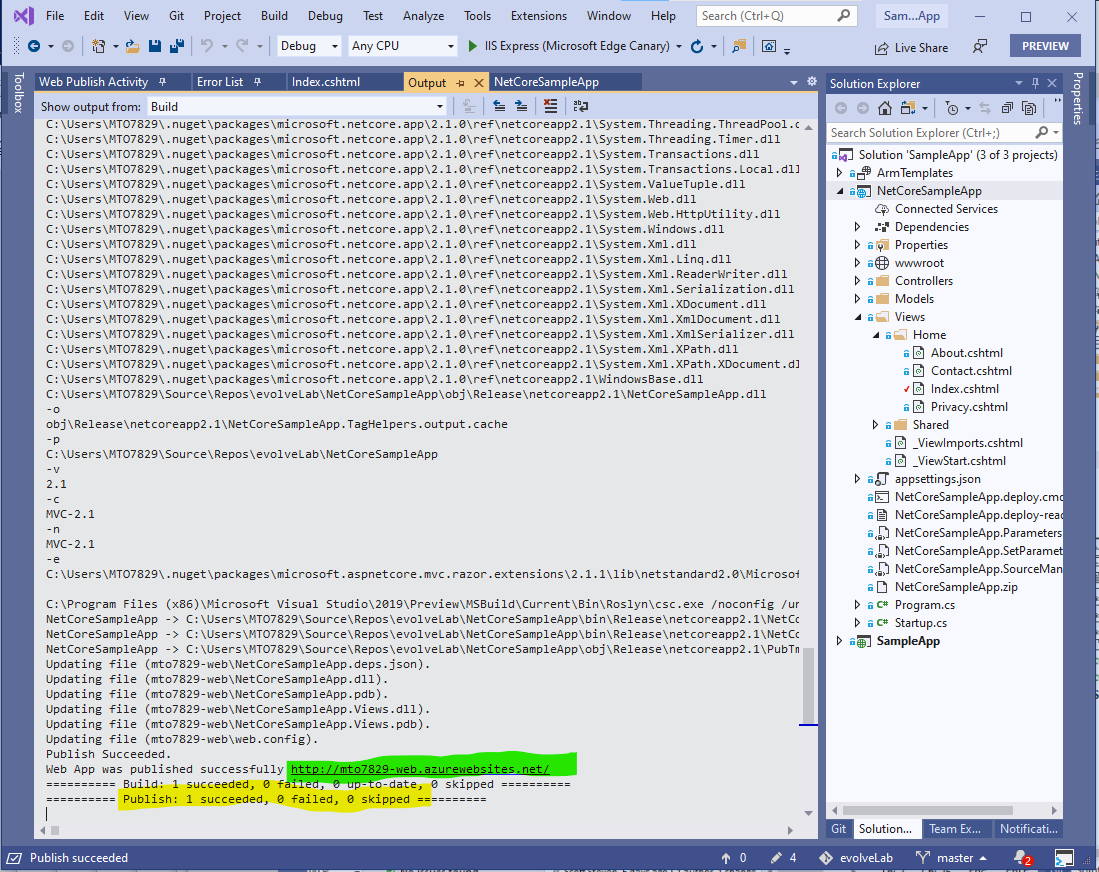 File Edit View Git Project Build Debug Test Analyze Tools Extensions Window Help Search (Ctrl+Q) Sam...App
Debug Any CPU IIS Express (Microsoft Edge Canary) Live Share PREVIEW
Toolbox
Web Publish Activity Error List Index.cshtml Output NetCoreSampleApp
Show output from: Build
C:\Users\MTO7829\.nuget\packages\microsoft.netcore.app\2.1.0\ref\netcoreapp2.1\System.Threading.ThreadPool.d
C:\Users\MTO7829\.nuget\packages\microsoft.netcore.app\2.1.0\ref\netcoreapp2.1\System.Threading.Timer.dll
C:\Users\MTO7829\.nuget\packages\microsoft.netcore.app\2.1.0\ref\netcoreapp2.1\System.Transactions.dll
C:\Users\MTO7829\.nuget\packages\microsoft.netcore.app\2.1.0\ref\netcoreapp2.1\System.Transactions.Local.dll
C:\Users\MTO7829\.nuget\packages\microsoft.netcore.app\2.1.0\ref\netcoreapp2.1\System.ValueTuple.dll
C:\Users\MTO7829\.nuget\packages\microsoft.netcore.app\2.1.0\ref\netcoreapp2.1\System.Web.dll
C:\Users\MTO7829\.nuget\packages\microsoft.netcore.app\2.1.0\ref\netcoreapp2.1\System.Web.HttpUtility.dll
C:\Users\MTO7829\.nuget\packages\microsoft.netcore.app\2.1.0\ref\netcoreapp2.1\System.Windows.dll
C:\Users\MTO7829\.nuget\packages\microsoft.netcore.app\2.1.0\ref\netcoreapp2.1\System.Xml.dll
C:\Users\MTO7829\.nuget\packages\microsoft.netcore.app\2.1.0\ref\netcoreapp2.1\System.Xml.Linq.dll
C:\Users\MTO7829\.nuget\packages\microsoft.netcore.app\2.1.0\ref\netcoreapp2.1\System.Xml.ReaderWriter.dll
C:\Users\MTO7829\.nuget\packages\microsoft.netcore.app\2.1.0\ref\netcoreapp2.1\System.Xml.Serialization.dll
C:\Users\MTO7829\.nuget\packages\microsoft.netcore.app\2.1.0\ref\netcoreapp2.1\System.Xml.XDocument.dll
C:\Users\MTO7829\.nuget\packages\microsoft.netcore.app\2.1.0\ref\netcoreapp2.1\System.Xml.XmlDocument.dll
C:\Users\MTO7829\.nuget\packages\microsoft.netcore.app\2.1.0\ref\netcoreapp2.1\System.Xml.XmlSerializer.dll
C:\Users\MTO7829\.nuget\packages\microsoft.netcore.app\2.1.0\ref\netcoreapp2.1\System.Xml.XPath.dll
C:\Users\MTO7829\.nuget\packages\microsoft.netcore.app\2.1.0\ref\netcoreapp2.1\System.Xml.XPath.XDocument.dl
C:\Users\MTO7829\.nuget\packages\microsoft.netcore.app\2.1.0\ref\netcoreapp2.1\WindowsBase.dll
C:\Users\MTO7829\Source\Repos\evolveLab\NetCoreSampleApp\obj\Release\netcoreapp2.1\NetCoreSampleApp.dll
-o
obj\Release\netcoreapp2.1\NetCoreSampleApp.TagHelpers.output.cache
-p
C:\Users\MTO7829\Source\Repos\evolveLab\NetCoreSampleApp
-v
2.1
-c
MVC-2.1
-n
MVC-2.1
-e
C:\Users\MTO7829\.nuget\packages\microsoft.aspnetcore.mvc.razor.extensions\2.1.1\lib\netstandard2.0\Microsof
C:\Program Files (x86)\Microsoft Visual Studio\2019\Preview\MSBuild\Current\Bin\Roslyn\csc.exe /noconfig /un
NetCoreSampleApp -> C:\Users\MTO7829\Source\Repos\evolveLab\NetCoreSampleApp\bin\Release\netcoreapp2.1\NetCo
NetCoreSampleApp -> C:\Users\MTO7829\Source\Repos\evolveLab\NetCoreSampleApp\bin\Release\netcoreapp2.1\NetCo
NetCoreSampleApp -> C:\Users\MTO7829\Source\Repos\evolveLab\NetCoreSampleApp\obj\Release\netcoreapp2.1\PubTm
Updating file (mto7829-web\NetCoreSampleApp.deps.json).
Updating file (mto7829-web\NetCoreSampleApp.dll).
Updating file (mto7829-web\NetCoreSampleApp.pdb).
Updating file (mto7829-web\NetCoreSampleApp.Views.dll).
Updating file (mto7829-web\NetCoreSampleApp.Views.pdb).
Updating file (mto7829-web\web.config).
Publish Succeeded.
Web App was published successfully http://mto7829-web.azurewebsites.net/
========== Build: 1 succeeded, 0 failed, 0 up-to-date, 0 skipped ==========
========== Publish: 1 succeeded, 0 failed, 0 skipped ==========
Solution Explorer
Search Solution Explorer (Ctrl+;)
Solution 'SampleApp' (3 of 3 projects)
ArmTemplates
NetCoreSampleApp
Connected Services
Dependencies
Properties
wwwroot
Controllers
Models
Views
Home
About.cshtml
Contact.cshtml
Index.cshtml
Privacy.cshtml
Shared
_ViewImports.cshtml
_ViewStart.cshtml
appsettings.json
NetCoreSampleApp.deploy.cmd
NetCoreSampleApp.deploy-read
NetCoreSampleApp.Parameters
NetCoreSampleApp.SetParamet
NetCoreSampleApp.SourceMan
NetCoreSampleApp.zip
C# Program.cs
C# Startup.cs
SampleApp
Git Solution... Team Ex... Notificati...
Properties
Publish succeeded 0 4 evolveLab master 2